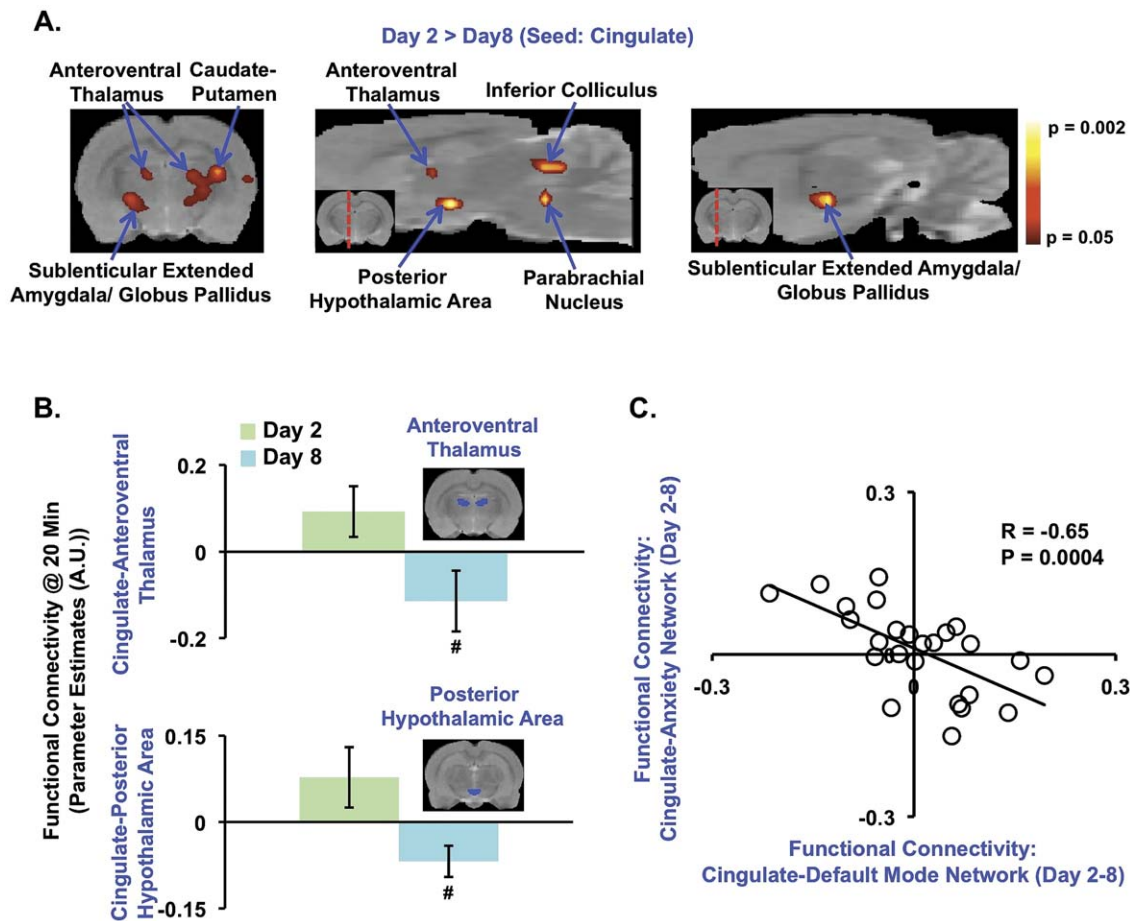 A.
Day 2 > Day8 (Seed: Cingulate)
Anteroventral
Thalamus
Caudate-
Putamen
Anteroventral
Thalamus
Inferior Colliculus
p = 0.002
p = 0.05
Sublenticular Extended
Amygdala/ Globus Pallidus
Posterior
Hypothalamic Area
Parabrachial
Nucleus
Sublenticular Extended Amygdala/
Globus Pallidus
B.
Functional Connectivity @ 20 Min
(Parameter Estimates (A.U.))
Cingulate-Anteroventral
Thalamus
Day 2
Day 8
Anteroventral
Thalamus
0.2
0
-0.2
#
Cingulate-Posterior
Hypothalamic Area
Posterior
Hypothalamic Area
0.15
0
-0.15
#
C.
Functional Connectivity:
Cingulate-Anxiety Network (Day 2-8)
0.3
R = -0.65
P = 0.0004
0
-0.3
0
0.3
-0.3
Functional Connectivity:
Cingulate-Default Mode Network (Day 2-8)